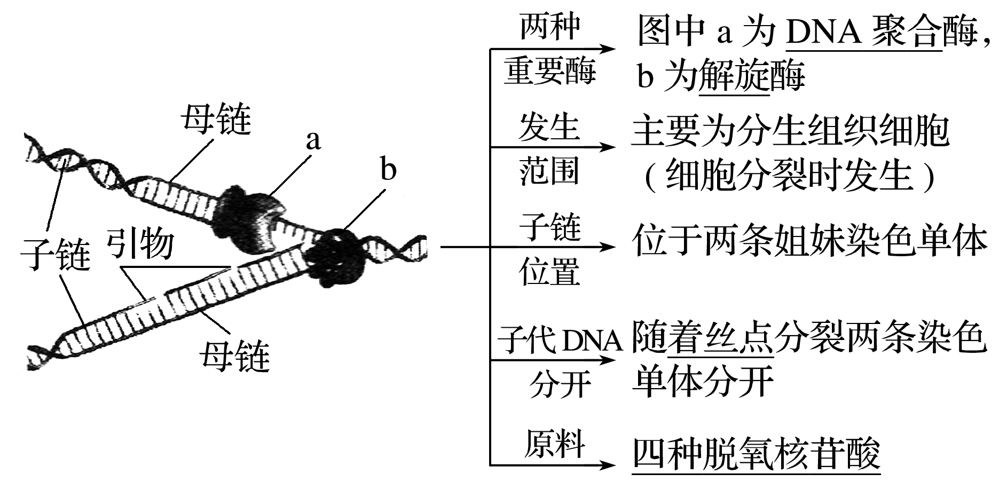 母链
a
b
子链
引物
母链
两种
重要酶
图中 a 为 DNA 聚合酶，
b 为解旋酶
发生
范围
主要为分生组织细胞
（细胞分裂时发生）
子链
位置
位于两条姐妹染色单体
子代 DNA
分开
随着丝点分裂两条染色
单体分开
原料
四种脱氧核苷酸